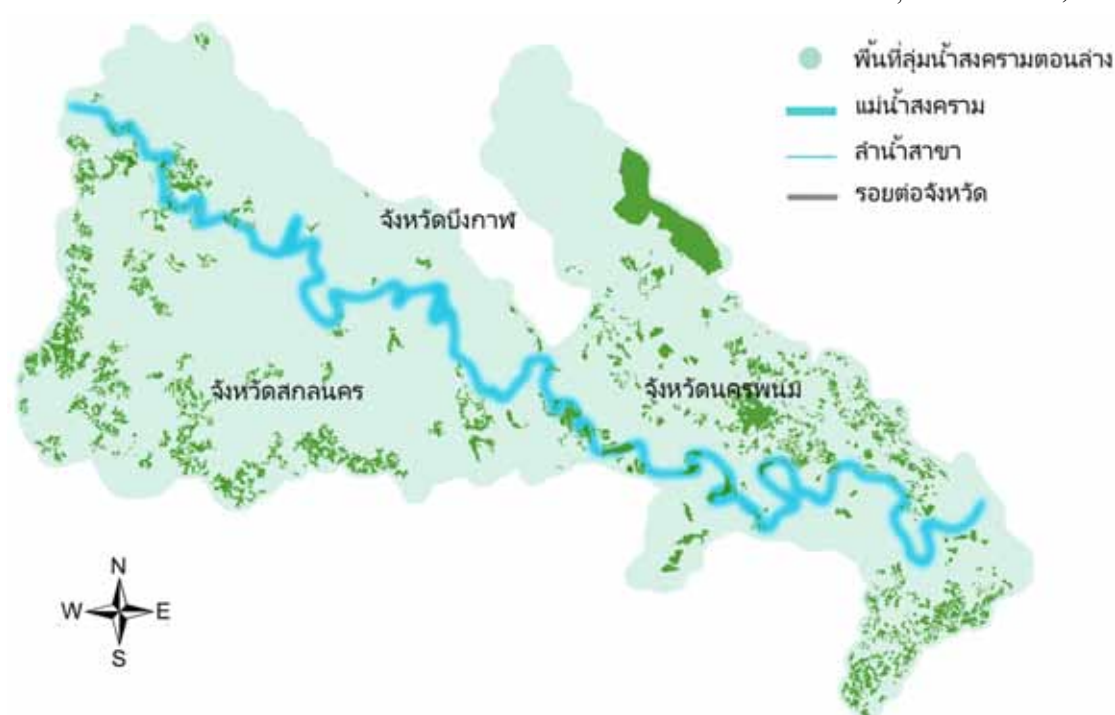 พื้นที่ลุ่มน้ำสงครามตอนล่าง
แม่น้ำสงคราม
ลำน้ำสาขา
รอยต่อจังหวัด
จังหวัดบึงกาฬ
จังหวัดสกลนคร
จังหวัดนครพนม
N
W E
S